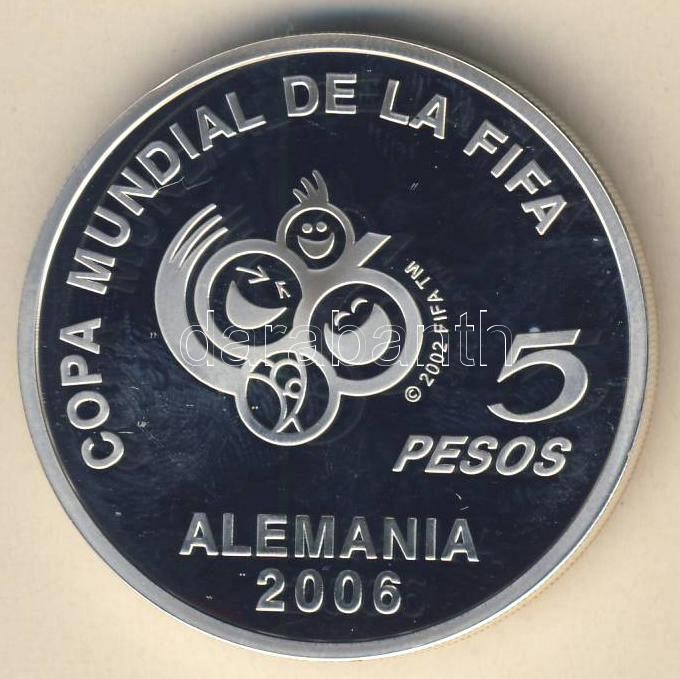 COPA MUNDIAL DE LA FIFA
© 2002 FIFA TM
darabanth
5
PESOS
ALEMANIA
2006